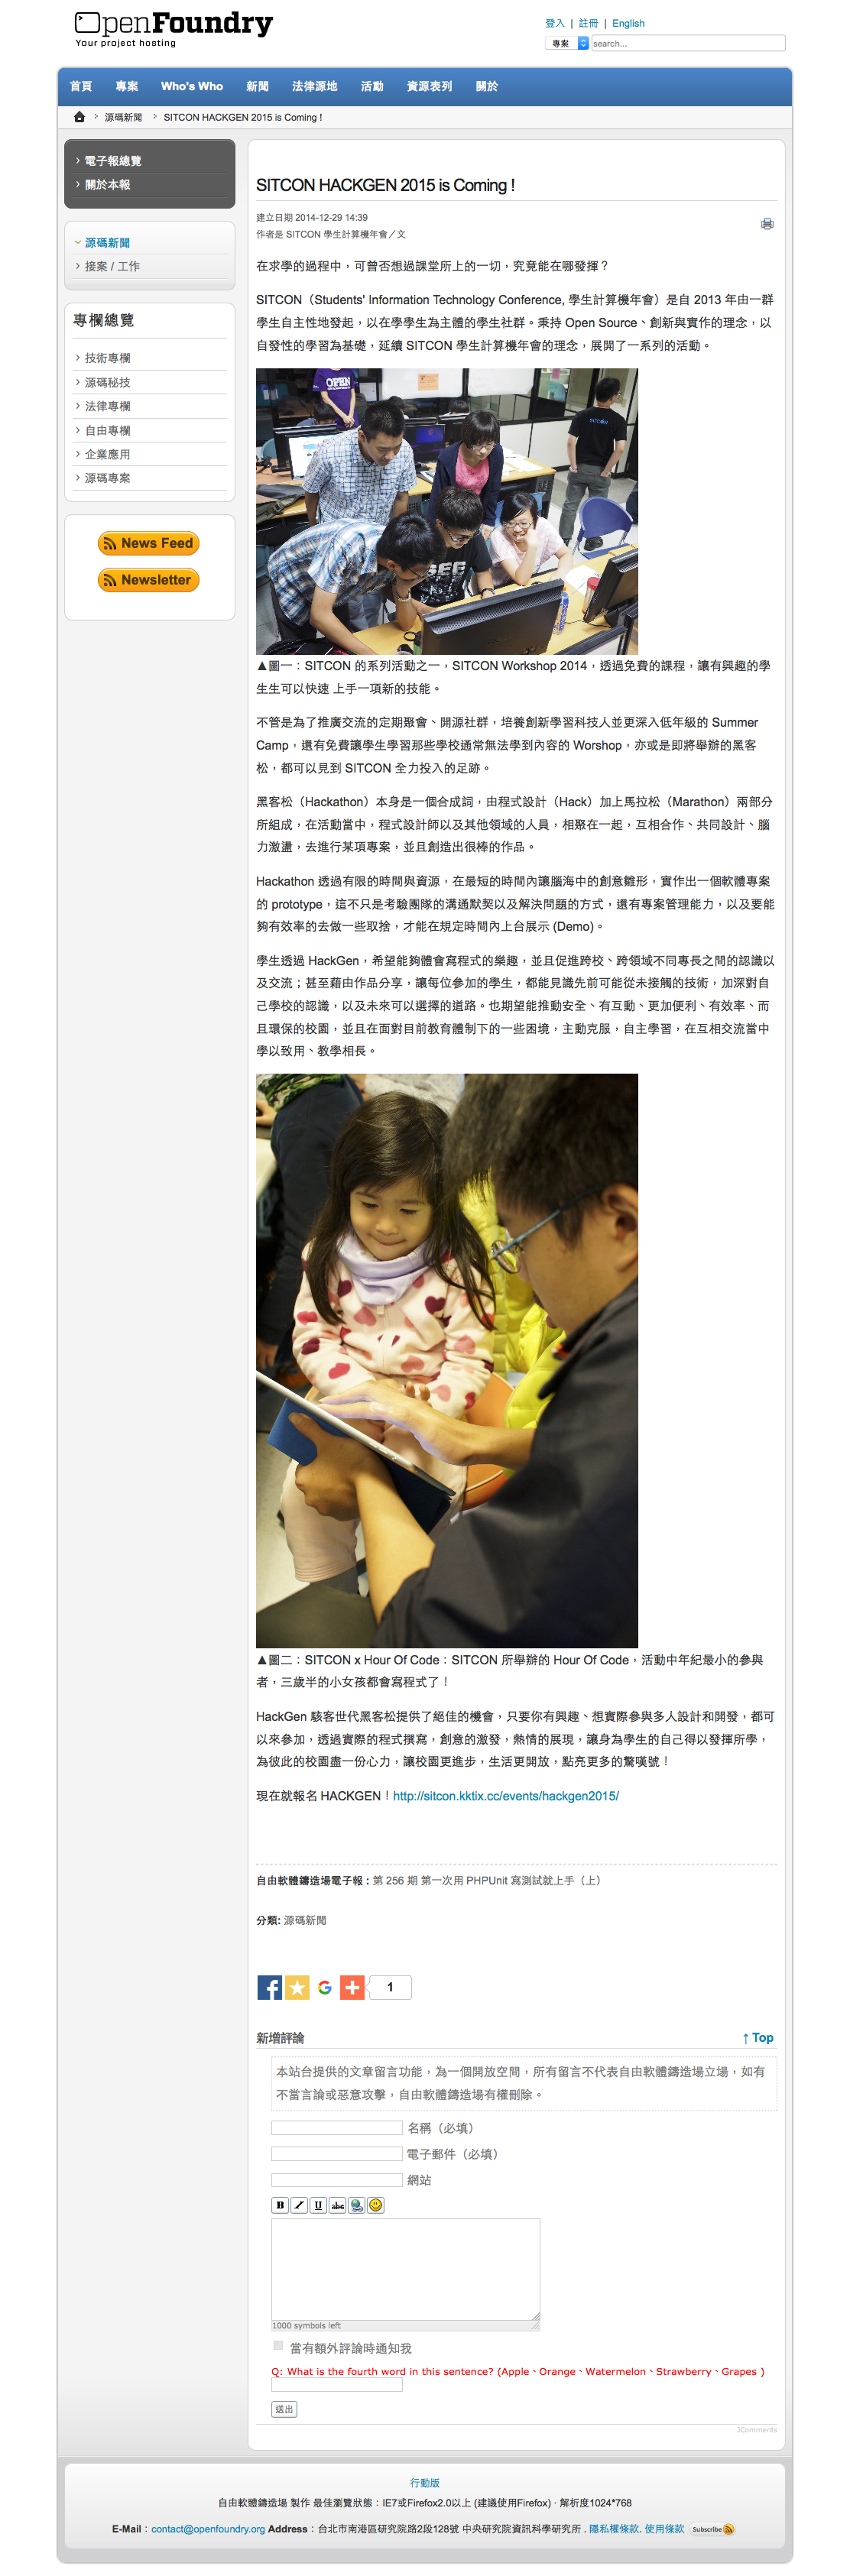 OpenFoundry
Your project hosting
登入 | 註冊 | English
專案 search...
首頁 專案 Who's Who 新聞 法律源地 活動 資源表列 關於
源碼新聞 SITCON HACKGEN 2015 is Coming !
電子報總覽
關於本報
源碼新聞
接案 / 工作
專欄總覽
技術專欄
源碼秘技
法律專欄
自由專欄
企業應用
源碼專案
News Feed
Newsletter
SITCON HACKGEN 2015 is Coming !
建立日期 2014-12-29 14:39
作者是 SITCON 學生計算機年會／文
在求學的過程中，可曾否想過課堂所上的一切，究竟能在哪發揮？
SITCON（Students' Information Technology Conference, 學生計算機年會）是自 2013 年由一群
學生自主性地發起，以在學學生為主體的學生社群。秉持 Open Source、創新與實作的理念，以
自發性的學習為基礎，延續 SITCON 學生計算機年會的理念，展開了一系列的活動。
OPEN
SITCON
▲圖一：SITCON 的系列活動之一，SITCON Workshop 2014，透過免費的課程，讓有興趣的學
生生可以快速 上手一項新的技能。
不管是為了推廣交流的定期聚會、開源社群，培養創新學習科技人並更深入低年級的 Summer
Camp，還有免費讓學生學習那些學校通常無法學到內容的 Worshop，亦或是即將舉辦的黑客
松，都可以見到 SITCON 全力投入的足跡。
黑客松（Hackathon）本身是一個合成詞，由程式設計（Hack）加上馬拉松（Marathon）兩部分
所組成，在活動當中，程式設計師以及其他領域的人員，相聚在一起，互相合作、共同設計、腦
力激盪，去進行某項專案，並且創造出很棒的作品。
Hackathon 透過有限的時間與資源，在最短的時間內讓腦海中的創意雛形，實作出一個軟體專案
的 prototype，這不只是考驗團隊的溝通默契以及解決問題的方式，還有專案管理能力，以及要能
夠有效率的去做一些取捨，才能在規定時間內上台展示 (Demo)。
學生透過 HackGen，希望能夠體會寫程式的樂趣，並且促進跨校、跨領域不同專長之間的認識以
及交流；甚至藉由作品分享，讓每位參加的學生，都能見識先前可能從未接觸的技術，加深對自
己學校的認識，以及未來可以選擇的道路。也期望能推動安全、有互動、更加便利、有效率、而
且環保的校園，並且在面對目前教育體制下的一些困境，主動克服，自主學習，在互相交流當中
學以致用、教學相長。
▲圖二：SITCON x Hour Of Code：SITCON 所舉辦的 Hour Of Code，活動中年紀最小的參與
者，三歲半的小女孩都會寫程式了！
HackGen 駭客世代黑客松提供了絕佳的機會，只要你有興趣、想實際參與多人設計和開發，都可
以來參加，透過實際的程式撰寫，創意的激發，熱情的展現，讓身為學生的自己得以發揮所學，
為彼此的校園盡一份心力，讓校園更進步，生活更開放，點亮更多的驚嘆號！
現在就報名 HACKGEN！http://sitcon.kktix.cc/events/hackgen2015/
自由軟體鑄造場電子報 : 第 256 期 第一次用 PHPUnit 寫測試就上手（上）
分類: 源碼新聞
1
新增評論 ↑ Top
本站台提供的文章留言功能，為一個開放空間，所有留言不代表自由軟體鑄造場立場，如有
不當言論或惡意攻擊，自由軟體鑄造場有權刪除。
名稱（必填）
電子郵件（必填）
網站
B I U abc
1000 symbols left
當有額外評論時通知我
Q: What is the fourth word in this sentence? (Apple、Orange、Watermelon、Strawberry、Grapes )
送出
JComments
行動版
自由軟體鑄造場 製作 最佳瀏覽狀態：IE7或Firefox2.0以上 (建議使用Firefox)．解析度1024*768
E-Mail：contact@openfoundry.org Address：台北市南港區研究院路2段128號 中央研究院資訊科學研究所 . 隱私權條款. 使用條款 Subscribe